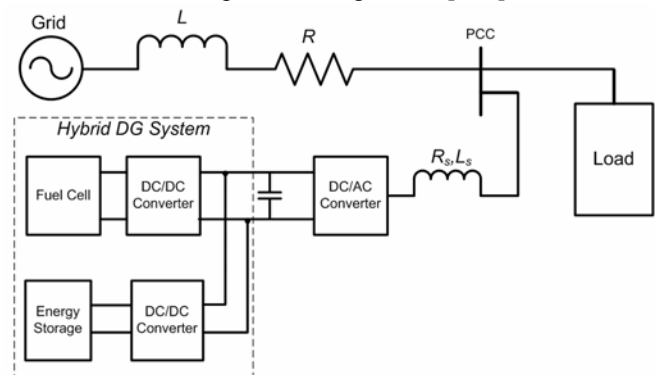 Grid
L
R
PCC
Hybrid DG System
Fuel Cell
DC/DC
Converter
DC/AC
Converter
Rs,Ls
Load
Energy
Storage
DC/DC
Converter